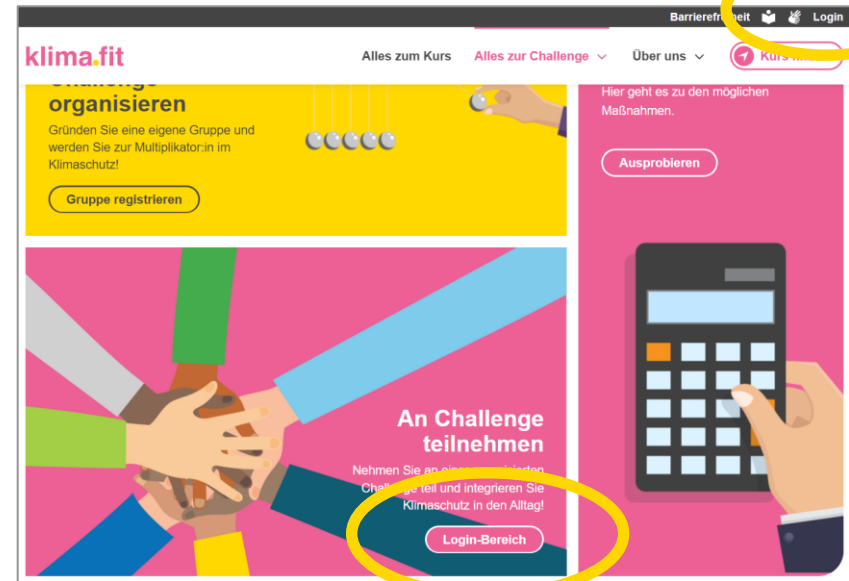 Barrierefreiheit
Login
klima.fit
Alles zum Kurs
Alles zur Challenge
Über uns
Kurs
Challenge
organisieren
Gründen Sie eine eigene Gruppe und
werden Sie zur Multiplikator:in im
Klimaschutz!
Gruppe registrieren
Hier geht es zu den möglichen
Maßnahmen.
Ausprobieren
An Challenge
teilnehmen
Nehmen Sie an einer organisierten
Challenge teil und integrieren Sie
Klimaschutz in den Alltag!
Login-Bereich